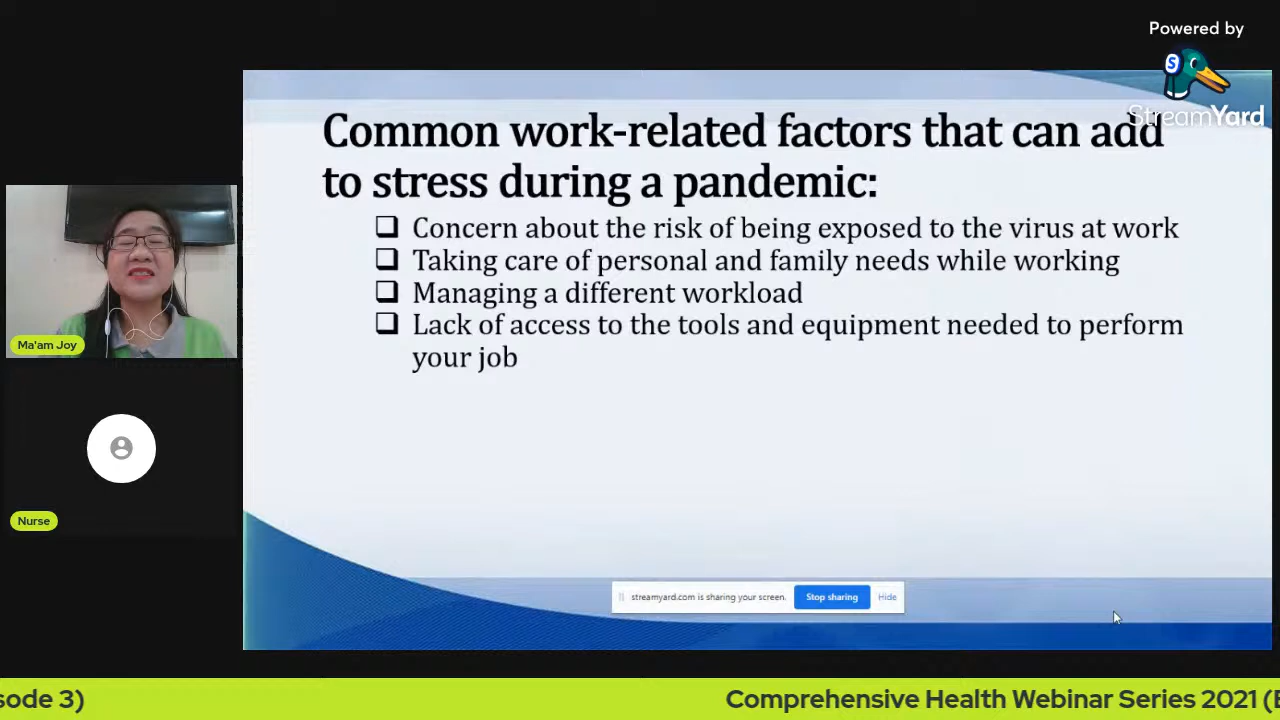 Powered by
S
StreamYard
Common work-related factors that can add
to stress during a pandemic:
Concern about the risk of being exposed to the virus at work
Taking care of personal and family needs while working
Managing a different workload
Lack of access to the tools and equipment needed to perform
your job
Ma'am Joy
Nurse
streamyard.com is sharing your screen. Stop sharing Hide
sode 3) Comprehensive Health Webinar Series 2021 (E